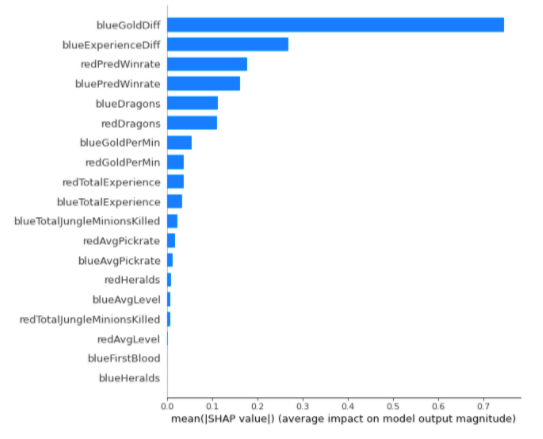 blueGoldDiff
blueExperienceDiff
redPredWinrate
bluePredWinrate
blueDragons
redDragons
blueGoldPerMin
redGoldPerMin
redTotalExperience
blueTotalExperience
blueTotalJungleMinionsKilled
redAvgPickrate
blueAvgPickrate
redHeralds
blueAvgLevel
redTotalJungleMinionsKilled
redAvgLevel
blueFirstBlood
blueHeralds
0.0 0.1 0.2 0.3 0.4 0.5 0.6 0.7
mean(|SHAP value|) (average impact on model output magnitude)